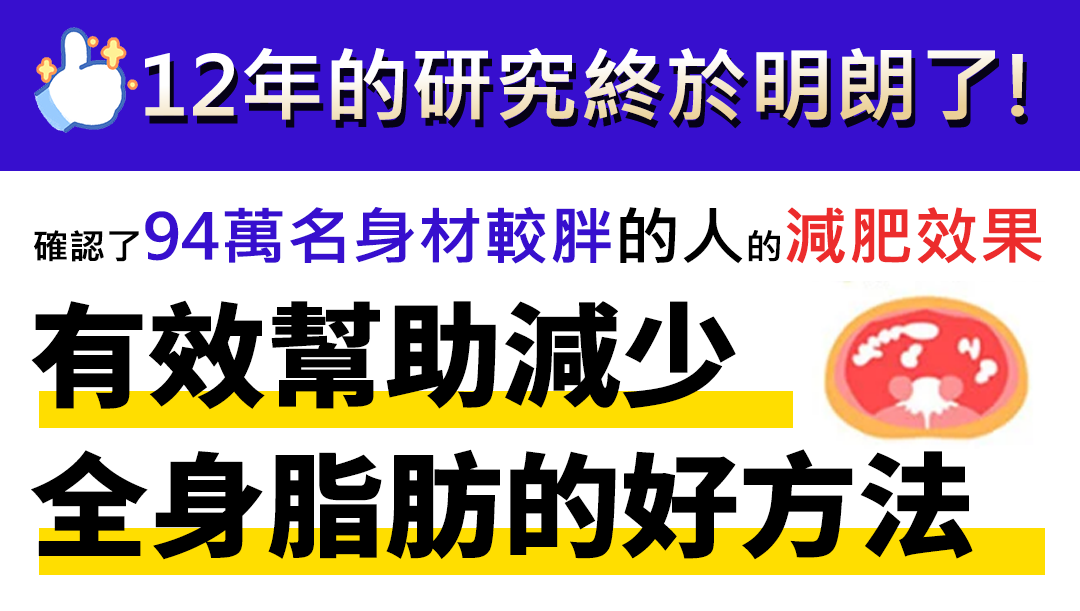 12年的研究終於明朗了!
確認了94萬名身材較胖的人的減肥效果
有效幫助減少
全身脂肪的好方法